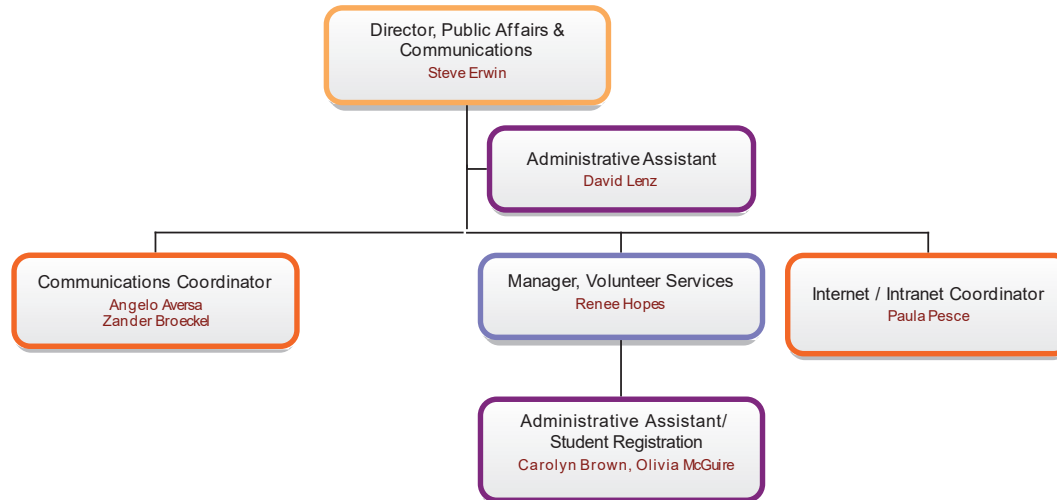 Director, Public Affairs &
Communications
Steve Erwin
Administrative Assistant
David Lenz
Communications Coordinator
Angelo Aversa
Zander Broeckel
Manager, Volunteer Services
Renee Hopes
Internet / Intranet Coordinator
Paula Pesce
Administrative Assistant/
Student Registration
Carolyn Brown, Olivia McGuire